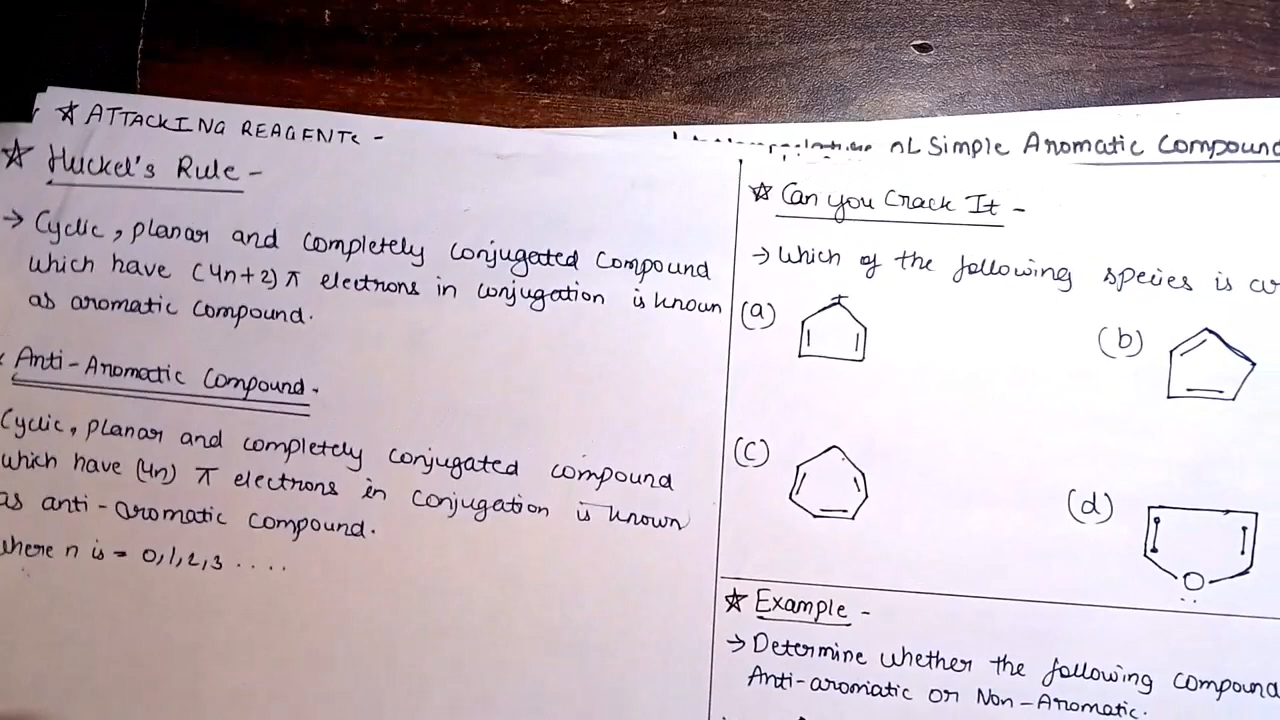 ☆ ATTACKING REAGENTS -
☆ Huckel's Rule -
→ Cyclic, planar and completely conjugated compound
which have (4n+2) π electrons in conjugation is known
as aromatic compound.
Anti-Aromatic Compound -
Cyclic, planar and completely conjugated compound
which have (4n) π electrons in conjugation is known
as anti-aromatic compound.
where n is = 0,1,2,3 ....
Simple Aromatic Compound
☆ Can you Crack It -
→ Which of the following species is
(a)
+
(b)
(c)
(d)
O
☆ Example -
→ Determine whether the following compound
Anti-aromatic or Non-Aromatic.